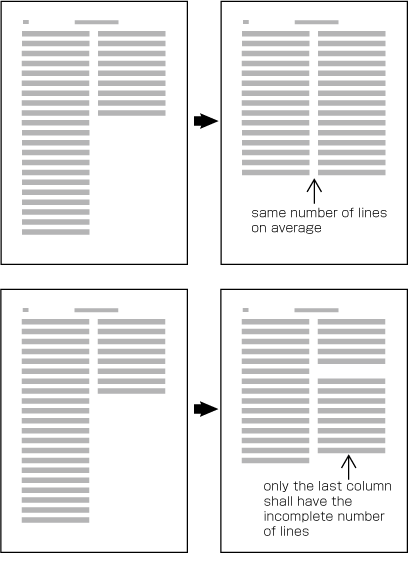 same number of lines
on average
only the last column
shall have the
incomplete number
of lines